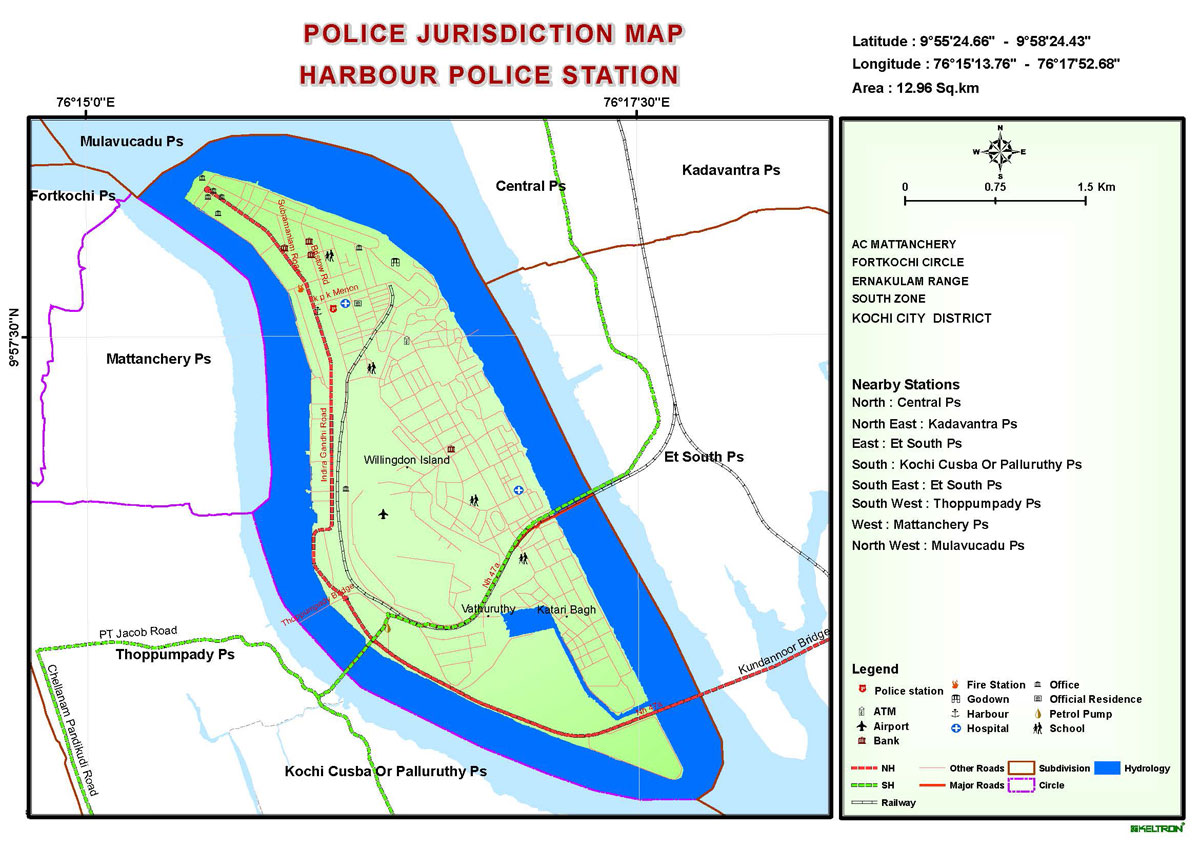 POLICE JURISDICTION MAP
HARBOUR POLICE STATION
Latitude : 9°55'24.66" - 9°58'24.43"
Longitude : 76°15'13.76" - 76°17'52.68"
Area : 12.96 Sq.km
76°15'0"E
76°17'30"E
9°57'30"N
Mulavucadu Ps
Fortkochi Ps
Central Ps
Kadavantra Ps
Subramaniam Road
Bristow Rd
k p k Menon
Mattanchery Ps
Indira Gandhi Road
Willingdon Island
Et South Ps
Nh 47a
Thoppumpady Bridge
Vathuruthy
Katari Bagh
PT Jacob Road
Thoppumpady Ps
Kundannoor Bridge
Chellanam Pandikudi Road
Nh 47a
Kochi Cusba Or Palluruthy Ps
N
W
E
S
0
0.75
1.5 Km
AC MATTANCHERY
FORTKOCHI CIRCLE
ERNAKULAM RANGE
SOUTH ZONE
KOCHI CITY DISTRICT
Nearby Stations
North : Central Ps
North East : Kadavantra Ps
East : Et South Ps
South : Kochi Cusba Or Palluruthy Ps
South East : Et South Ps
South West : Thoppumpady Ps
West : Mattanchery Ps
North West : Mulavucadu Ps
Legend
Police station
ATM
Airport
Bank
Fire Station
Godown
Harbour
Hospital
Office
Official Residence
Petrol Pump
School
NH
SH
Railway
Other Roads
Major Roads
Subdivision
Circle
Hydrology
KELTRON